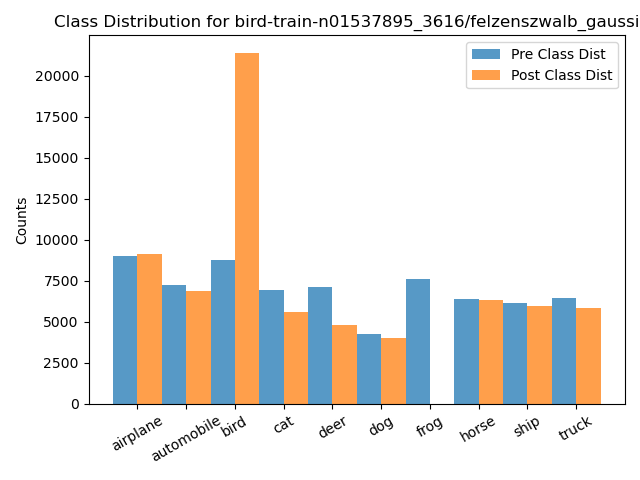 Class Distribution for bird-train-n01537895_3616/felzenszwalb_gaussi
Pre Class Dist
Post Class Dist
Counts
20000
17500
15000
12500
10000
7500
5000
2500
0
airplane
automobile
bird
cat
deer
dog
frog
horse
ship
truck